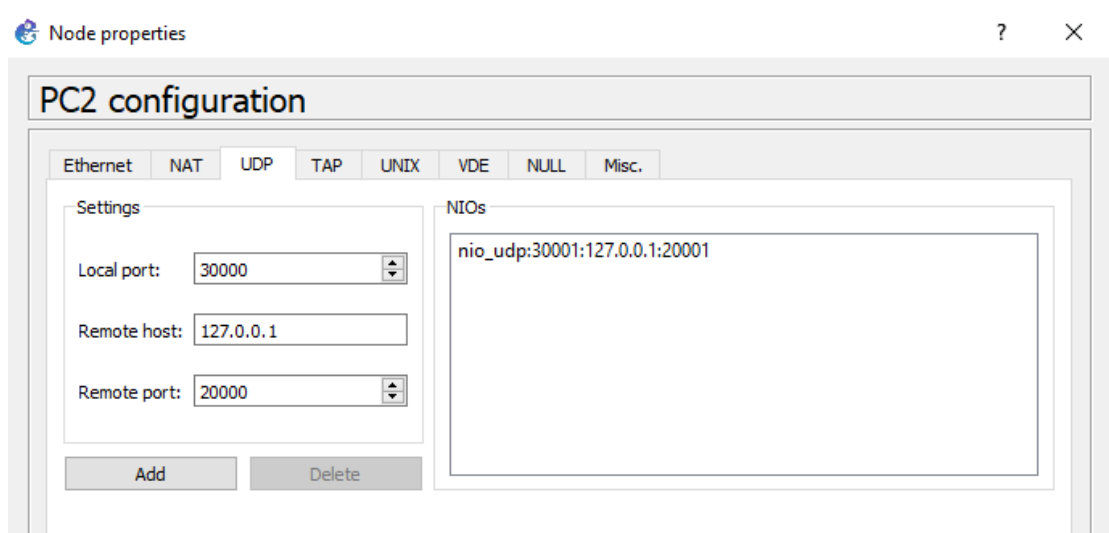 Node properties
? ×
PC2 configuration
Ethernet NAT UDP TAP UNIX VDE NULL Misc.
Settings
Local port: 30000
Remote host: 127.0.0.1
Remote port: 20000
Add Delete
NIOs
nio_udp:30001:127.0.0.1:20001